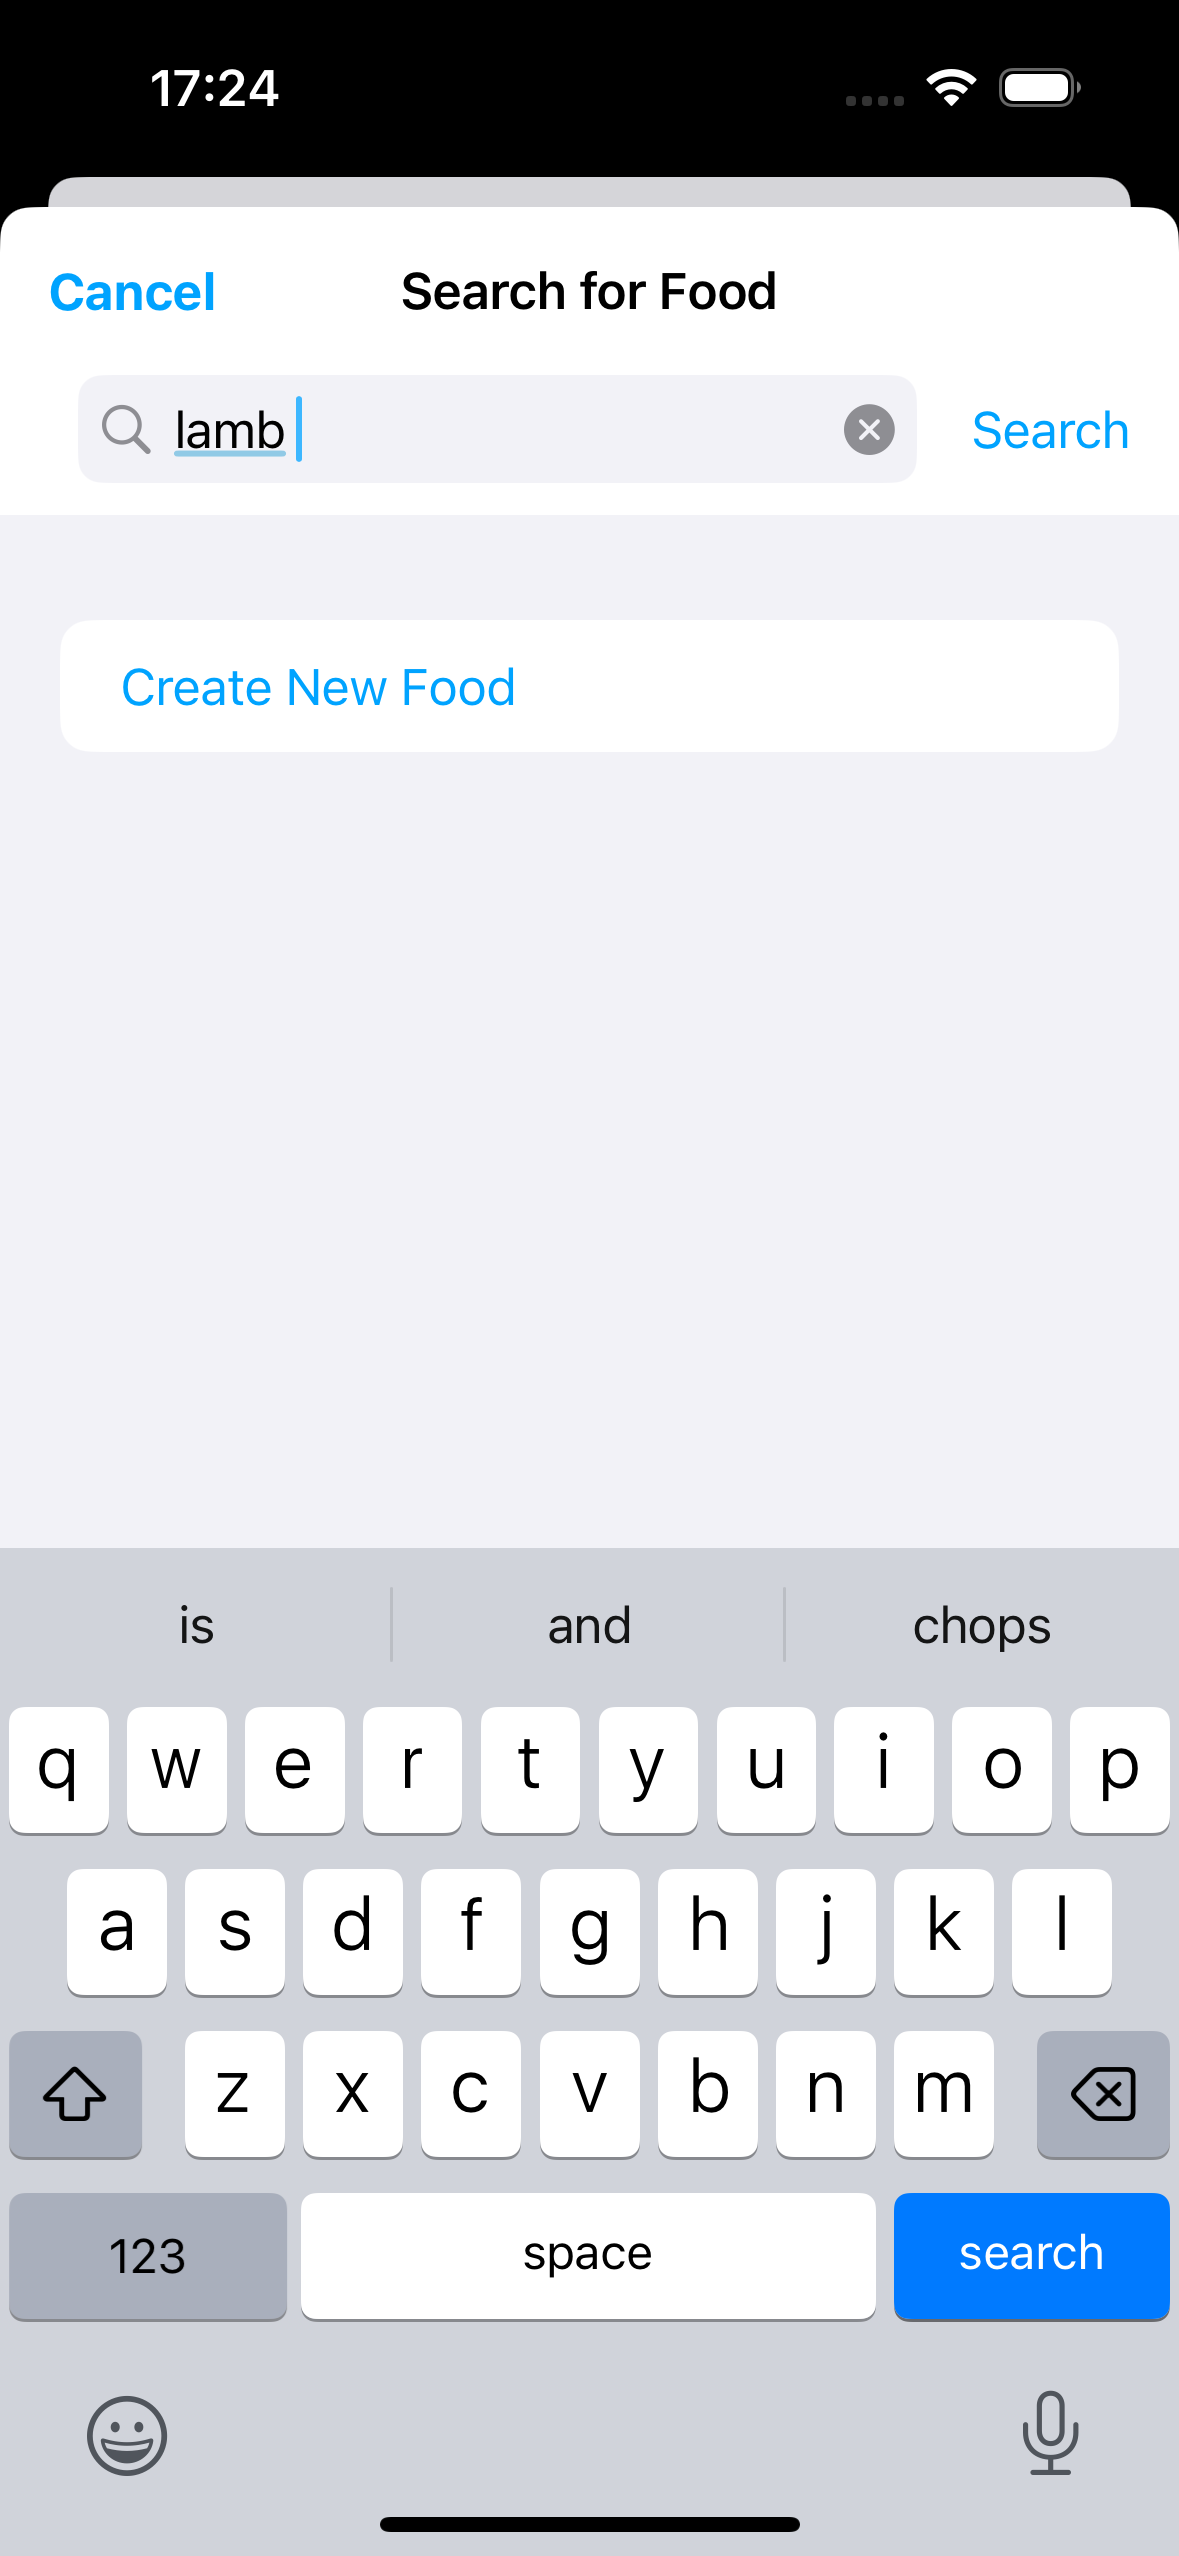 17:24
Cancel Search for Food
lamb Search
Create New Food
is and chops
q w e r t y u i o p
a s d f g h j k l
z x c v b n m
123 space search